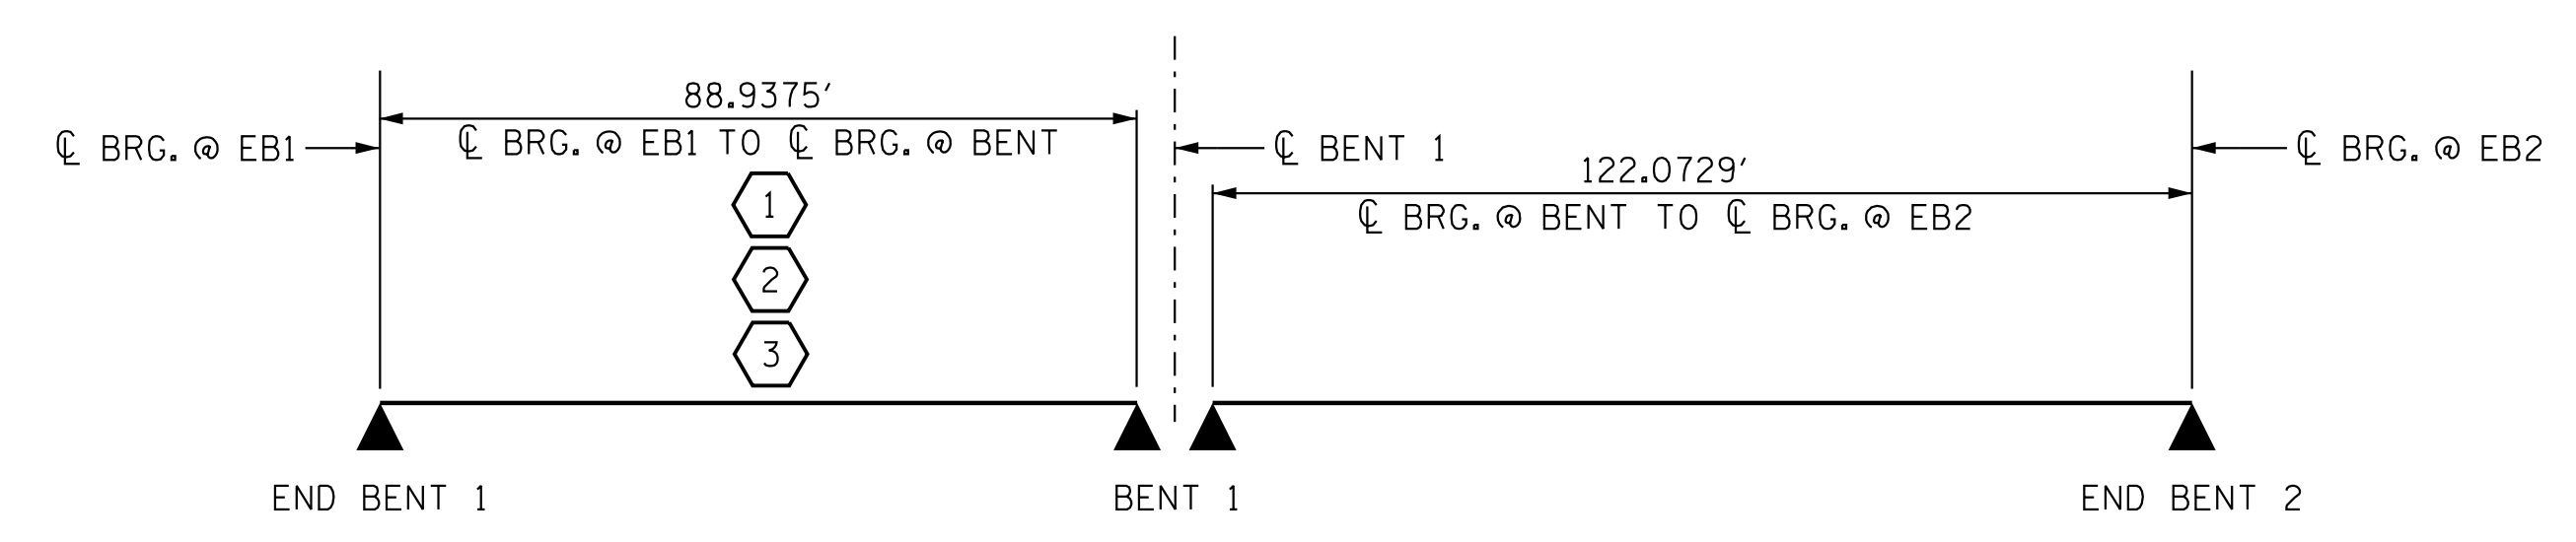 88.9375'
℄ BRG. @ EB1
℄ BRG. @ EB1 TO ℄ BRG. @ BENT
℄ BENT 1
℄ BRG. @ EB2
122.0729'
℄ BRG. @ BENT TO ℄ BRG. @ EB2
1
2
3
END BENT 1
BENT 1
END BENT 2